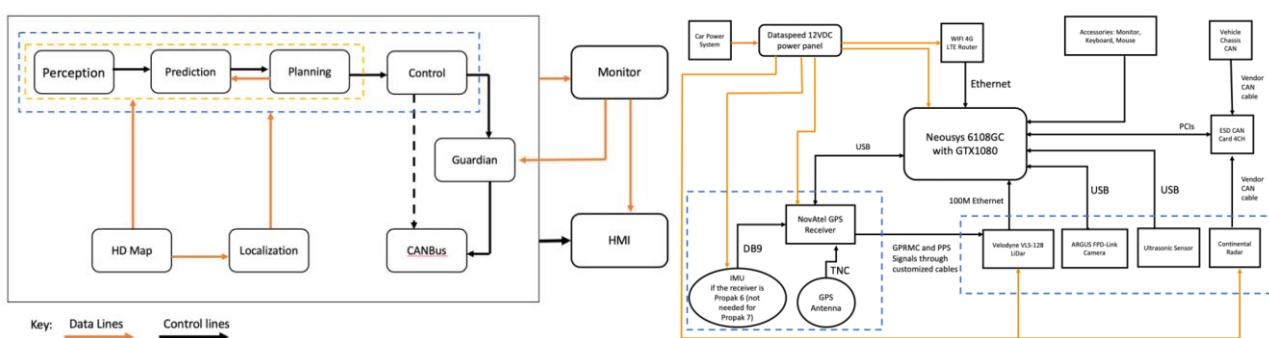 Perception
Prediction
Planning
Control
Monitor
Guardian
HD Map
Localization
CANBus
HMI
Key:
Data Lines
Control lines
Car Power
System
Dataspeed 12VDC
power panel
WIFI 4G
LTE Router
Accessories: Monitor,
Keyboard, Mouse
Vehicle
Chassis
CAN
Ethernet
Vendor
CAN
cable
Neousys 6108GC
with GTX1080
PCIs
ESD CAN
Card 4CH
USB
USB
USB
Vendor
CAN
cable
100M Ethernet
NovAtel GPS
Receiver
DB9
TNC
GPRMC and PPS
Signals through
customized cables
Velodyne VLS-128
LiDar
ARGUS FPD-Link
Camera
Ultrasonic Sensor
Continental
Radar
IMU
if the receiver is
Propak 6 (not
needed for
Propak 7)
GPS
Antenna